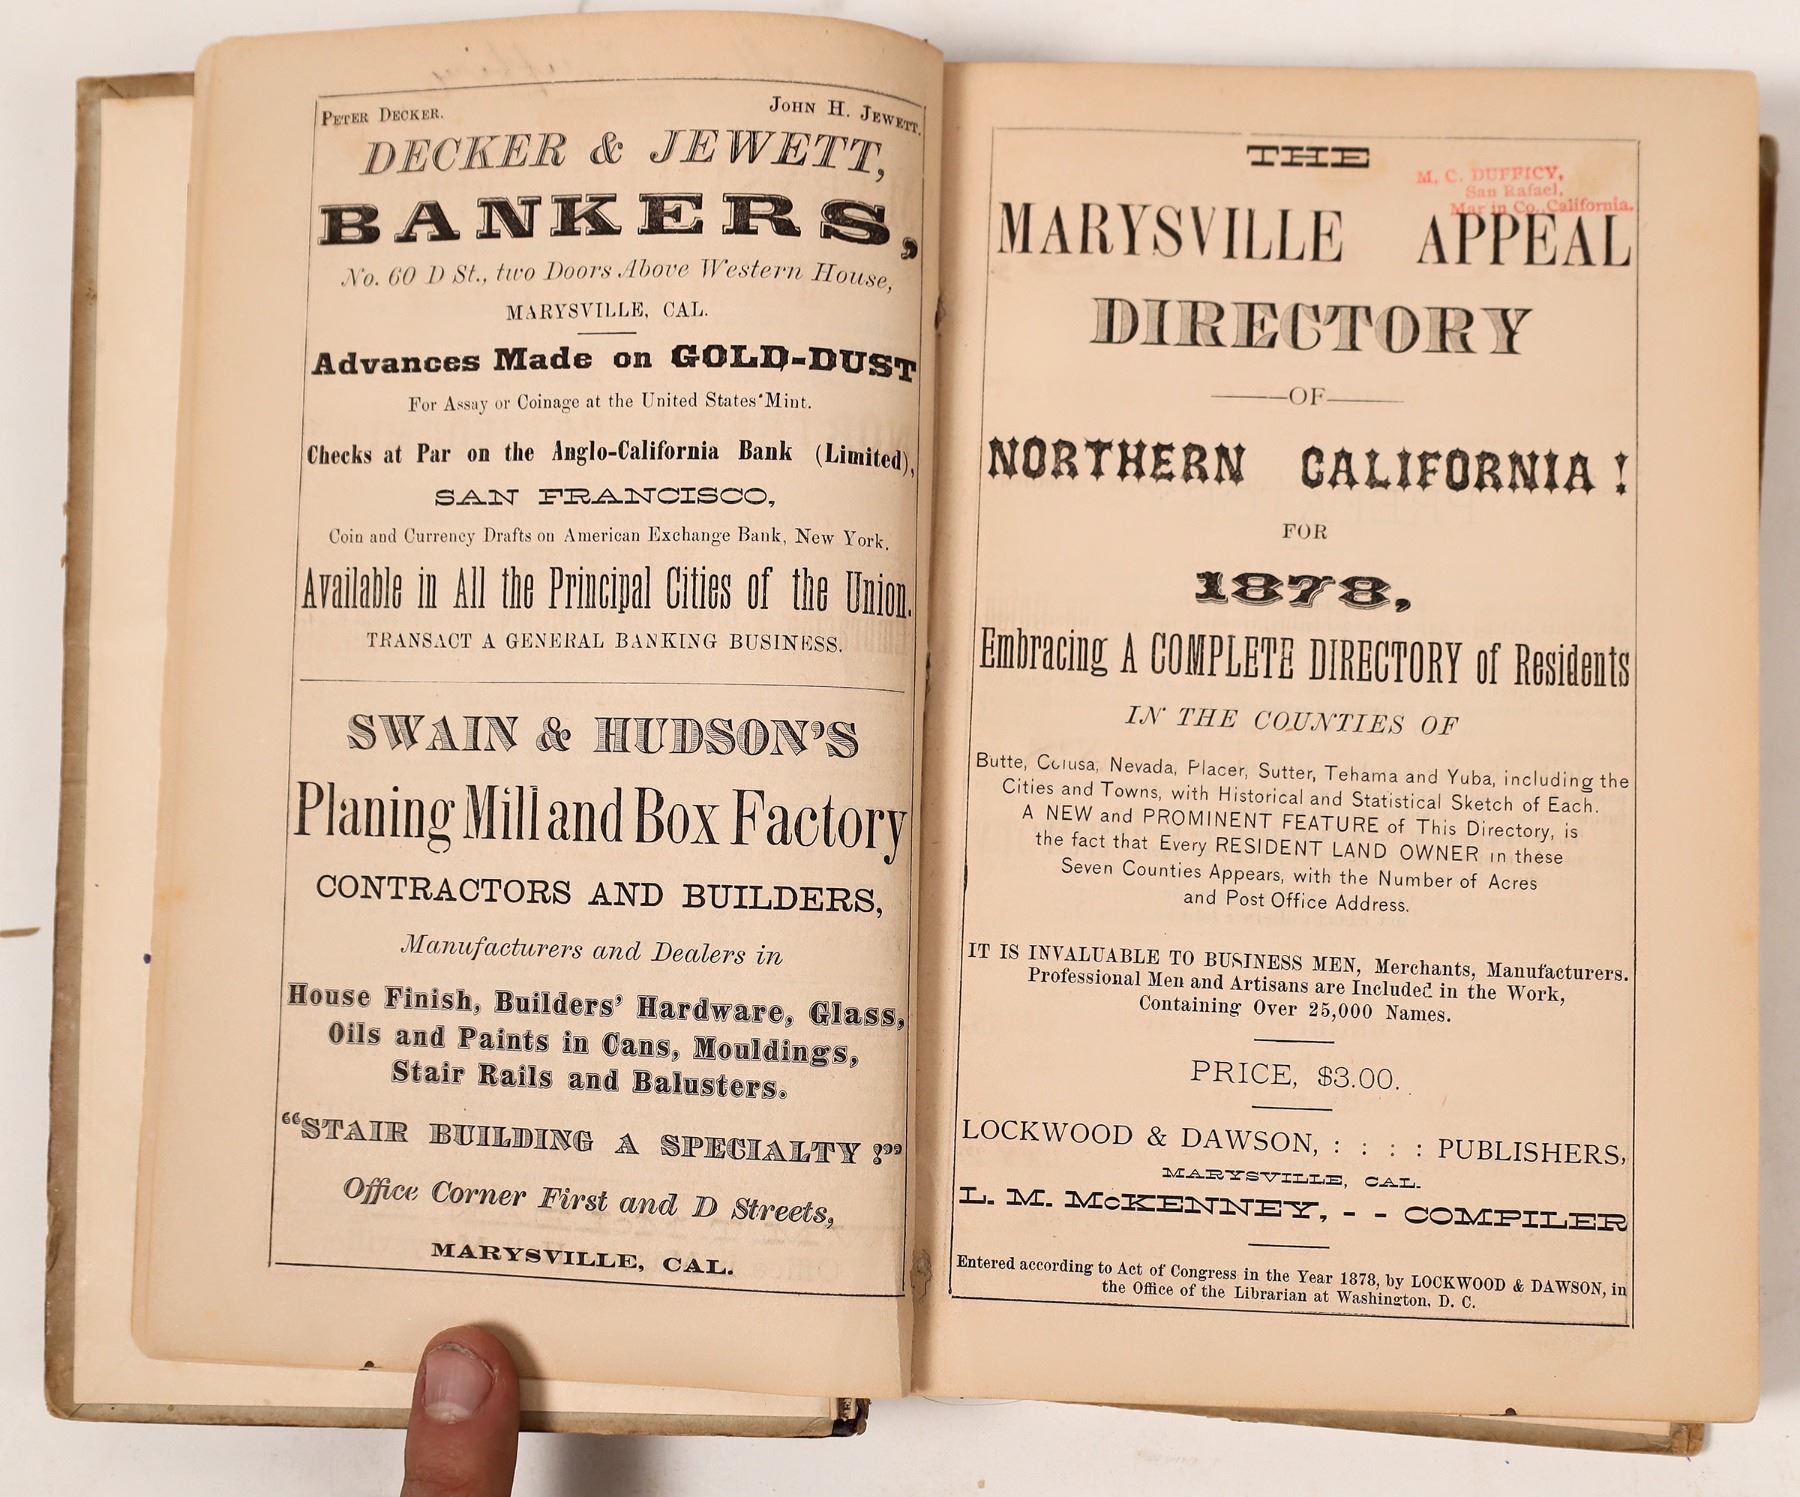 PETER DECKER.
JOHN H. JEWETT.
DECKER & JEWETT,
BANKERS,
No. 60 D St., two Doors Above Western House,
MARYSVILLE, CAL.
Advances Made on GOLD-DUST
For Assay or Coinage at the United States' Mint.
Checks at Par on the Anglo-California Bank (Limited),
SAN FRANCISCO,
Coin and Currency Drafts on American Exchange Bank, New York.
Available in All the Principal Cities of the Union.
TRANSACT A GENERAL BANKING BUSINESS.
SWAIN & HUDSON'S
Planing Mill and Box Factory
CONTRACTORS AND BUILDERS,
Manufacturers and Dealers in
House Finish, Builders' Hardware, Glass,
Oils and Paints in Cans, Mouldings,
Stair Rails and Balusters.
"STAIR BUILDING A SPECIALTY!"
Office Corner First and D Streets,
MARYSVILLE, CAL.
THE
M. C. DUFFICY,
San Rafael,
Mar in Co., California.
MARYSVILLE APPEAL
DIRECTORY
OF
NORTHERN CALIFORNIA!
FOR
1878,
Embracing A COMPLETE DIRECTORY of Residents
IN THE COUNTIES OF
Butte, Colusa, Nevada, Placer, Sutter, Tehama and Yuba, including the
Cities and Towns, with Historical and Statistical Sketch of Each.
A NEW and PROMINENT FEATURE of This Directory, is
the fact that Every RESIDENT LAND OWNER in these
Seven Counties Appears, with the Number of Acres
and Post Office Address.
IT IS INVALUABLE TO BUSINESS MEN, Merchants, Manufacturers.
Professional Men and Artisans are Included in the Work,
Containing Over 25,000 Names.
PRICE, $3.00.
LOCKWOOD & DAWSON, : : : : PUBLISHERS,
MARYSVILLE, CAL.
L. M. McKENNEY, - - COMPILER
Entered according to Act of Congress in the Year 1878, by LOCKWOOD & DAWSON, in
the Office of the Librarian at Washington, D. C.